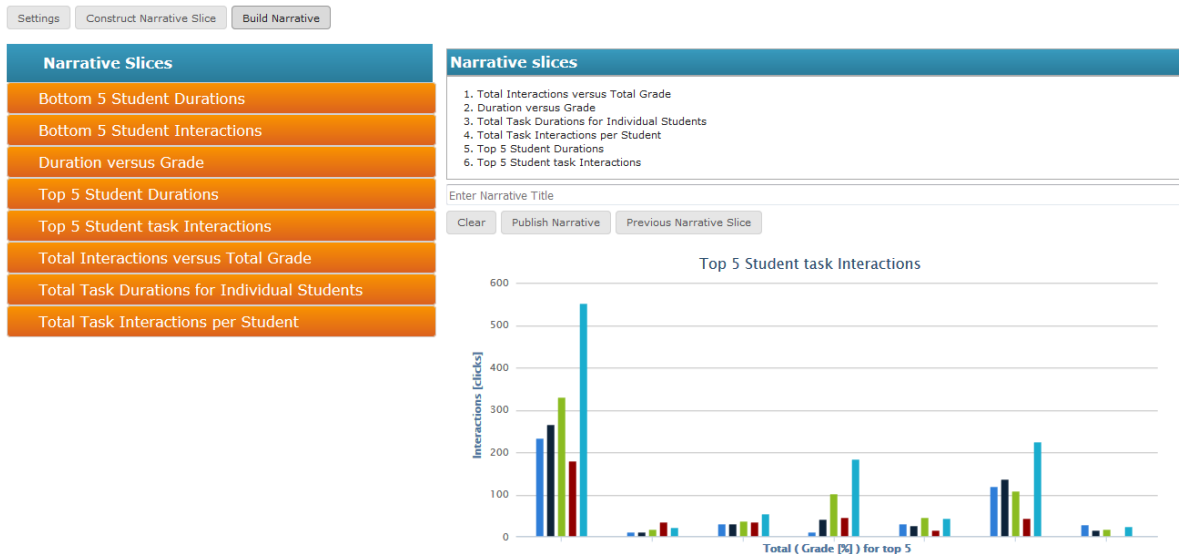 Settings
Construct Narrative Slice
Build Narrative
Narrative Slices
Bottom 5 Student Durations
Bottom 5 Student Interactions
Duration versus Grade
Top 5 Student Durations
Top 5 Student task Interactions
Total Interactions versus Total Grade
Total Task Durations for Individual Students
Total Task Interactions per Student
Narrative slices
1. Total Interactions versus Total Grade
2. Duration versus Grade
3. Total Task Durations for Individual Students
4. Total Task Interactions per Student
5. Top 5 Student Durations
6. Top 5 Student task Interactions
Enter Narrative Title
Clear
Publish Narrative
Previous Narrative Slice
Top 5 Student task Interactions
600
500
400
300
200
100
0
Interactions [clicks]
Total ( Grade [%] ) for top 5